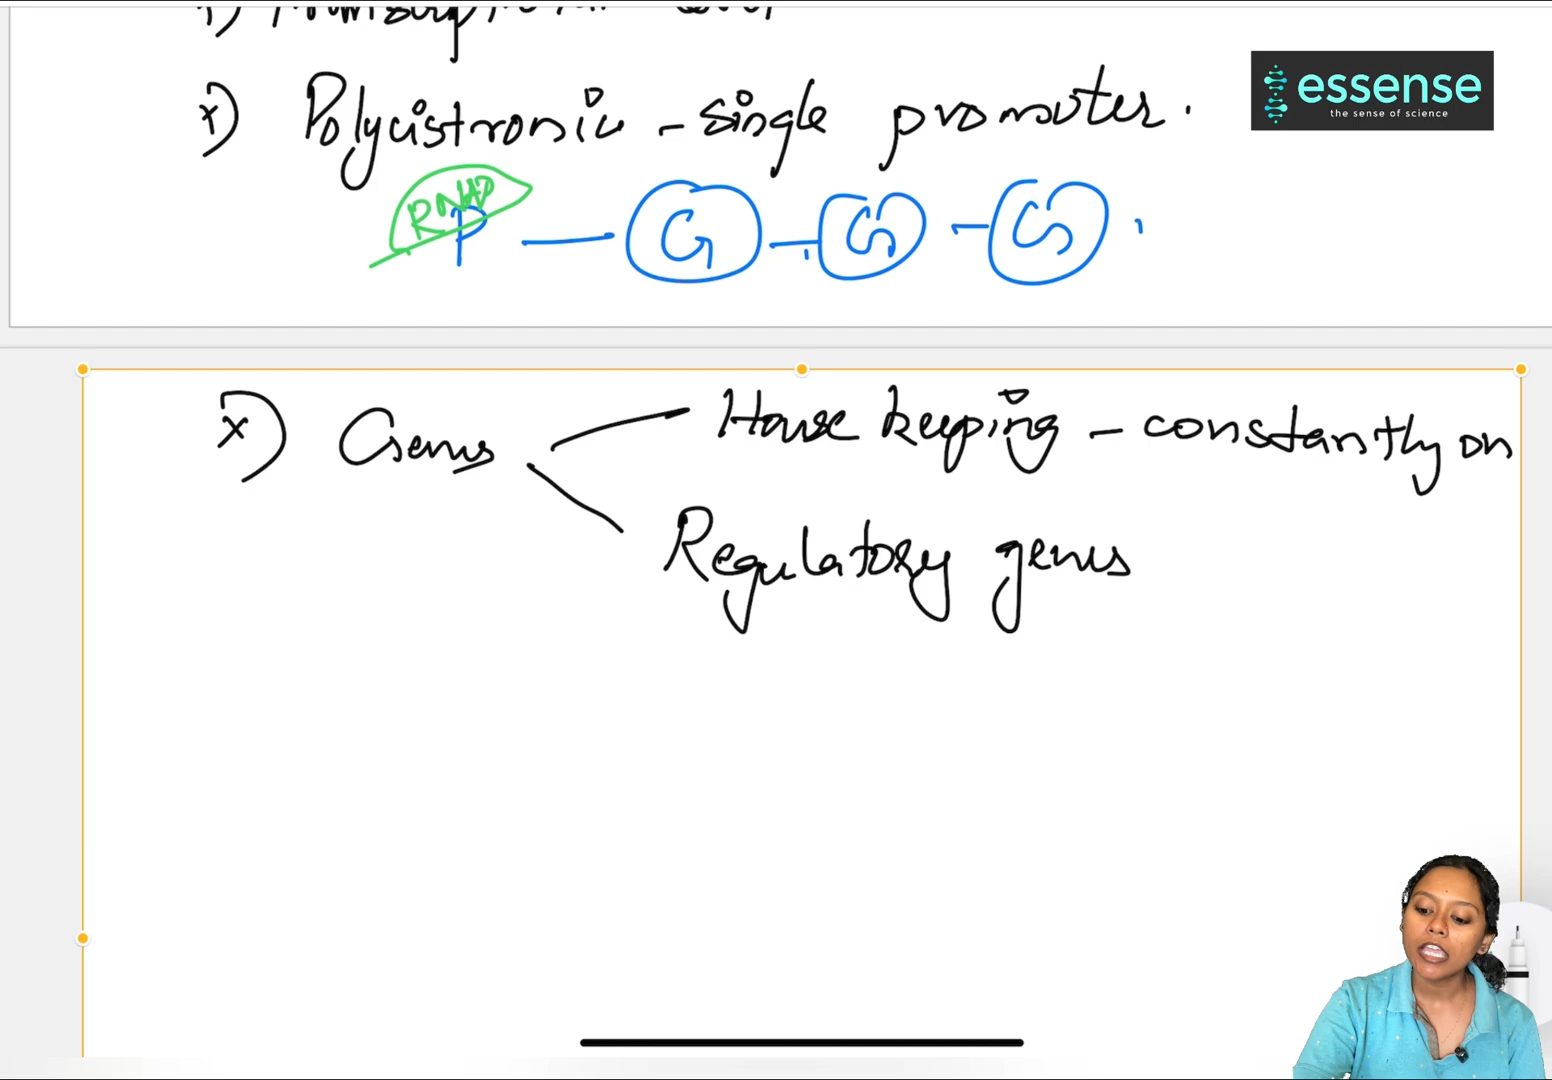 essense
the sense of science
*) Polycistronic - single promoter.
RNAP
P - G - G - G
*) Genes
House keeping - constantly on
Regulatory genes